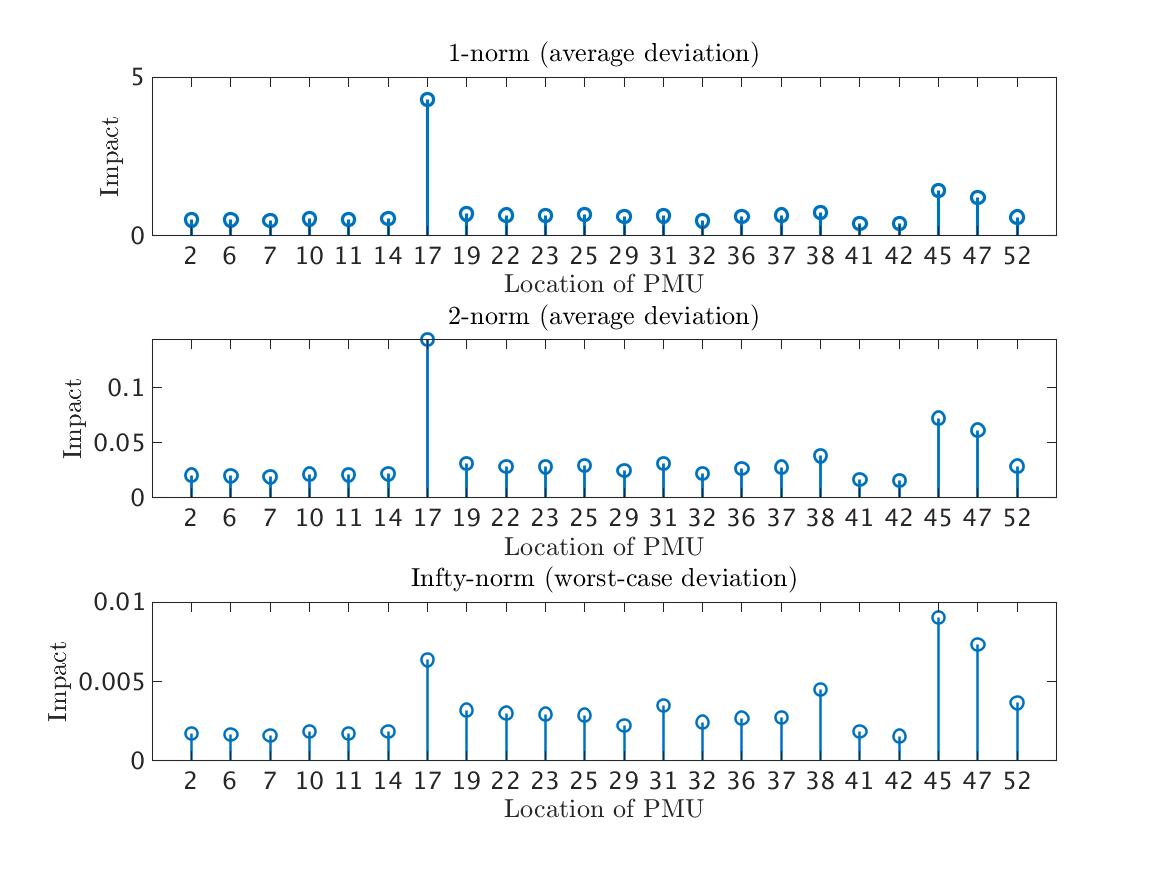 1-norm (average deviation)
5
Impact
0
2 6 7 10 11 14 17 19 22 23 25 29 31 32 36 37 38 41 42 45 47 52
Location of PMU
2-norm (average deviation)
0.1
Impact
0.05
0
2 6 7 10 11 14 17 19 22 23 25 29 31 32 36 37 38 41 42 45 47 52
Location of PMU
Infty-norm (worst-case deviation)
0.01
Impact
0.005
0
2 6 7 10 11 14 17 19 22 23 25 29 31 32 36 37 38 41 42 45 47 52
Location of PMU